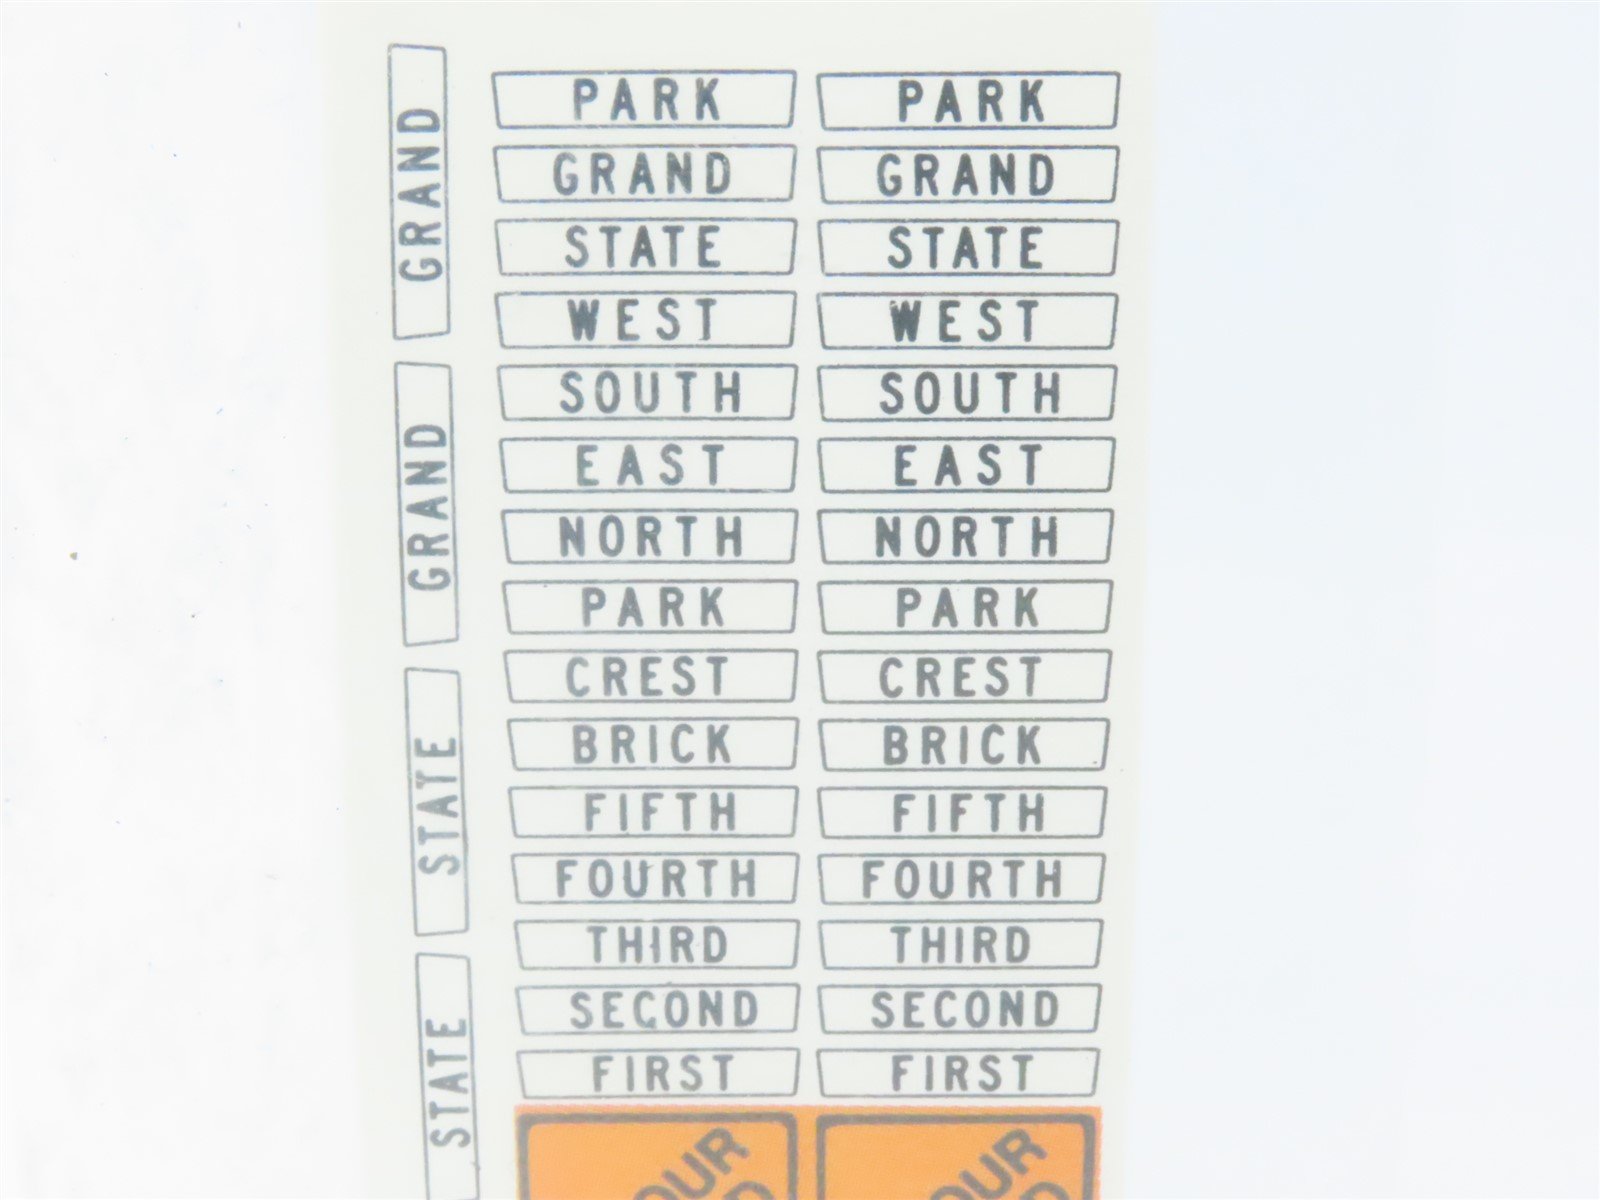 GRAND
GRAND
STATE
STATE
PARK PARK
GRAND GRAND
STATE STATE
WEST WEST
SOUTH SOUTH
EAST EAST
NORTH NORTH
PARK PARK
CREST CREST
BRICK BRICK
FIFTH FIFTH
FOURTH FOURTH
THIRD THIRD
SECOND SECOND
FIRST FIRST